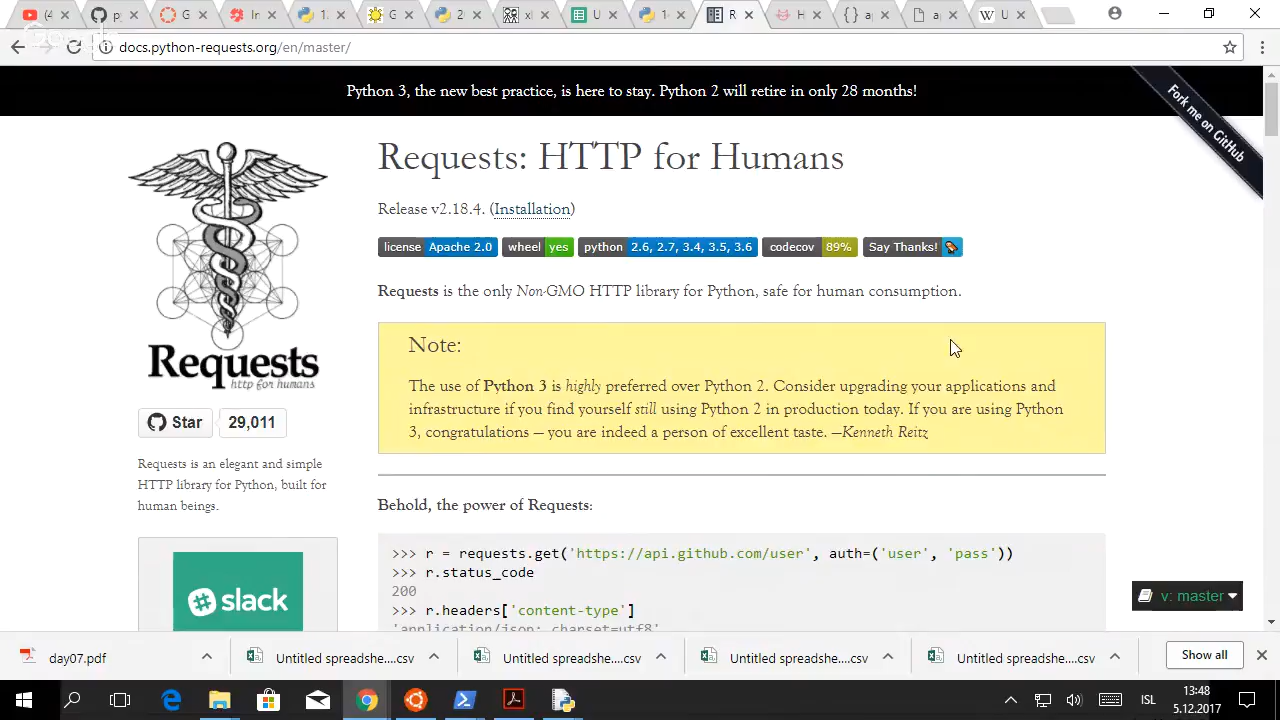 docs.python-requests.org/en/master/
Google
Python 3, the new best practice, is here to stay. Python 2 will retire in only 28 months!
Fork me on GitHub
Requests: HTTP for Humans
Release v2.18.4. (Installation)
license Apache 2.0 wheel yes python 2.6, 2.7, 3.4, 3.5, 3.6 codecov 89% Say Thanks!
Requests is the only Non-GMO HTTP library for Python, safe for human consumption.
Note:
The use of Python 3 is highly preferred over Python 2. Consider upgrading your applications and
infrastructure if you find yourself still using Python 2 in production today. If you are using Python
3, congratulations — you are indeed a person of excellent taste. —Kenneth Reitz
Requests
http for humans
Star 29,011
Requests is an elegant and simple
HTTP library for Python, built for
human beings.
slack
Behold, the power of Requests:
>>> r = requests.get('https://api.github.com/user', auth=('user', 'pass'))
>>> r.status_code
200
>>> r.headers['content-type']
'application/json; charset=utf8'
v: master
day07.pdf
Untitled spreadshe....csv
Untitled spreadshe....csv
Untitled spreadshe....csv
Untitled spreadshe....csv
Show all
ISL
13:48
5.12.2017